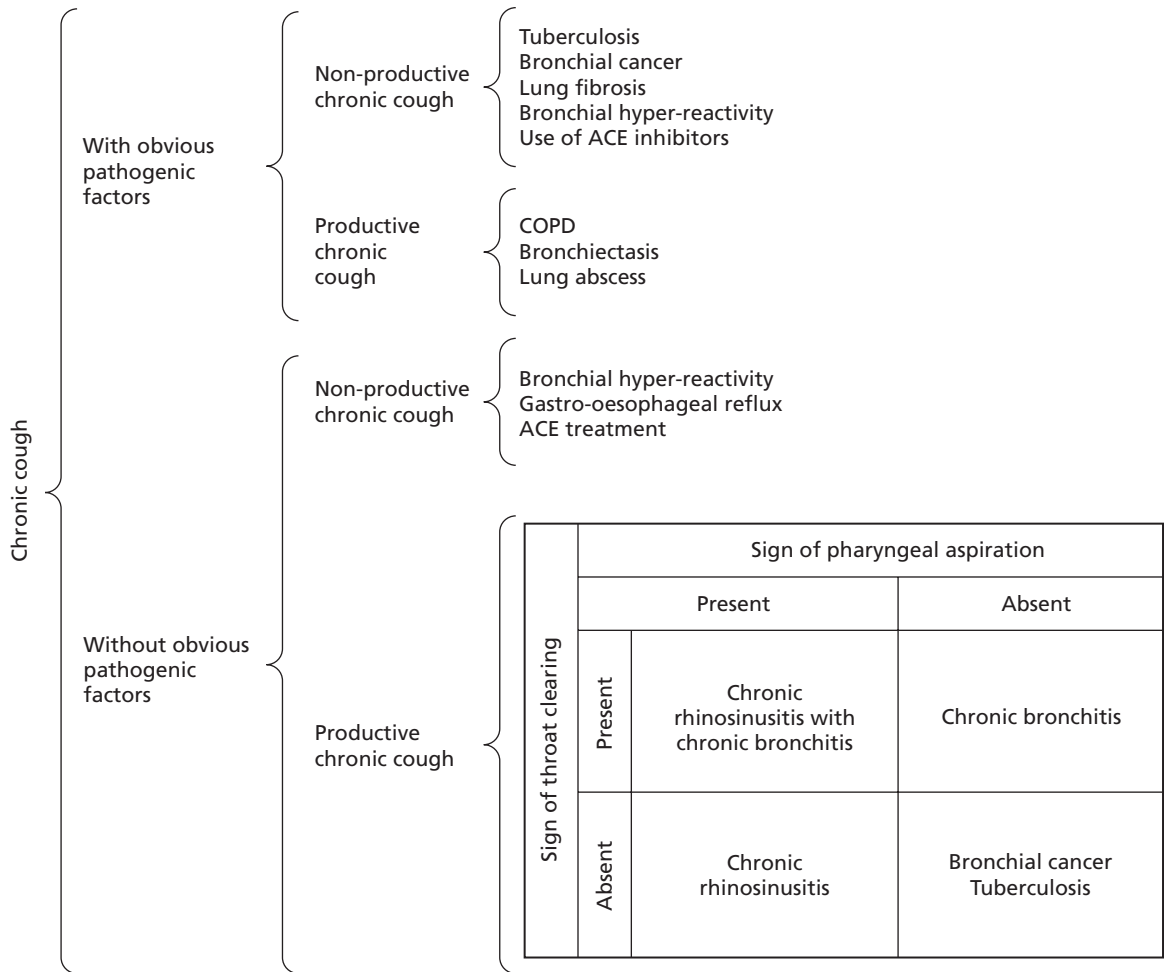 Chronic cough
With obvious
pathogenic
factors
Non-productive
chronic cough
Tuberculosis
Bronchial cancer
Lung fibrosis
Bronchial hyper-reactivity
Use of ACE inhibitors
Productive
chronic
cough
COPD
Bronchiectasis
Lung abscess
Without obvious
pathogenic
factors
Non-productive
chronic cough
Bronchial hyper-reactivity
Gastro-oesophageal reflux
ACE treatment
Productive
chronic cough
Sign of pharyngeal aspiration
Present
Absent
Sign of throat clearing
Present
Chronic
rhinosinusitis with
chronic bronchitis
Chronic bronchitis
Absent
Chronic
rhinosinusitis
Bronchial cancer
Tuberculosis